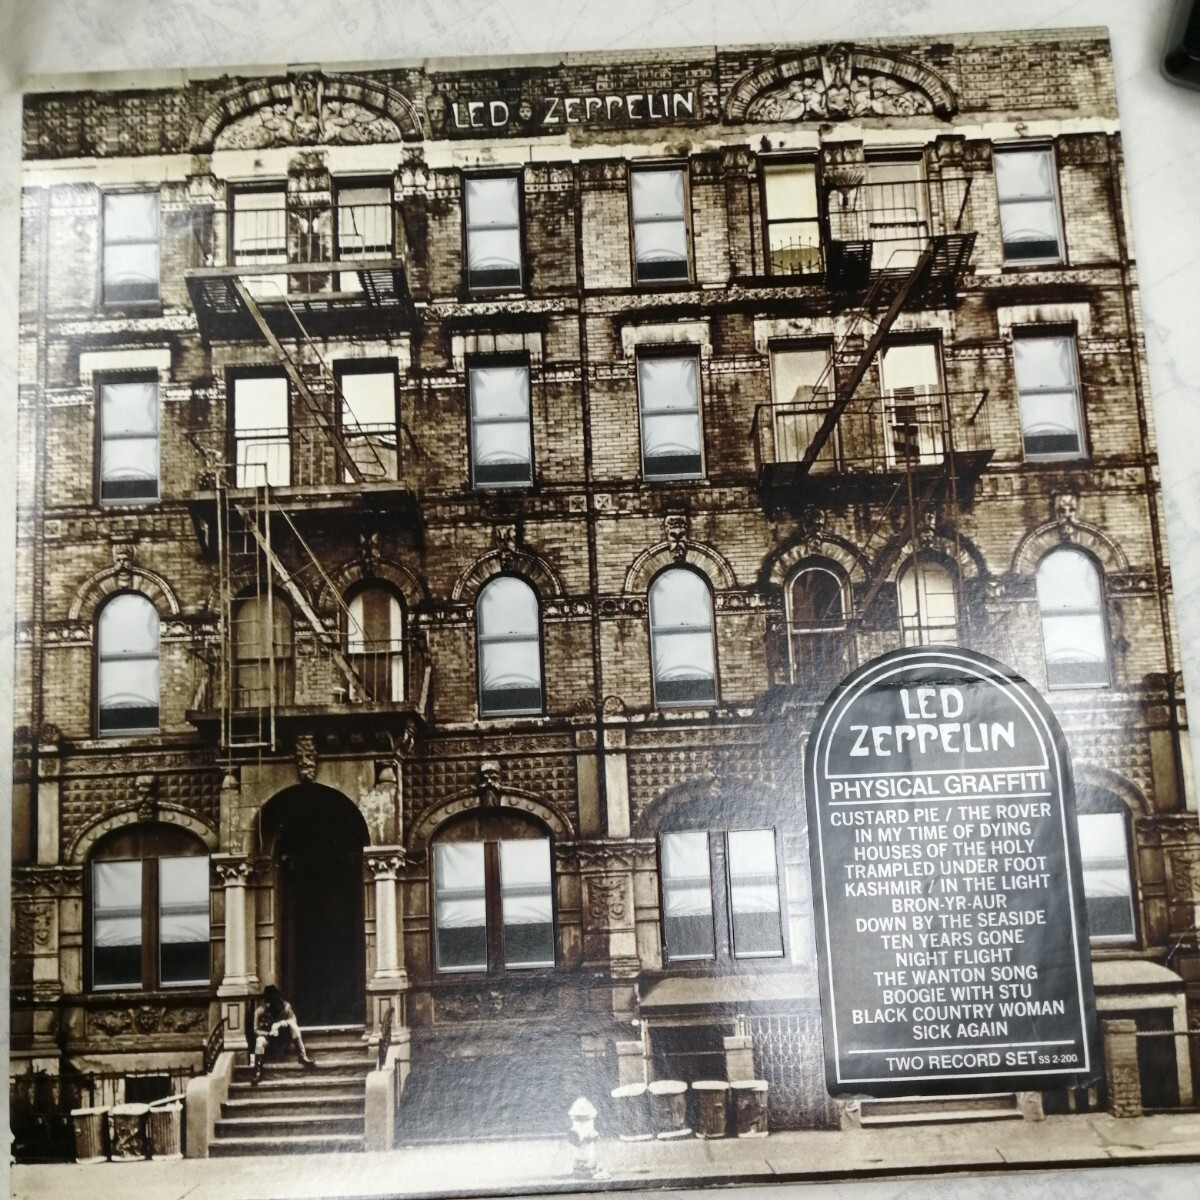 LED ZEPPELIN
LED
ZEPPELIN
PHYSICAL GRAFFITI
CUSTARD PIE / THE ROVER
IN MY TIME OF DYING
HOUSES OF THE HOLY
TRAMPLED UNDER FOOT
KASHMIR / IN THE LIGHT
BRON-YR-AUR
DOWN BY THE SEASIDE
TEN YEARS GONE
NIGHT FLIGHT
THE WANTON SONG
BOOGIE WITH STU
BLACK COUNTRY WOMAN
SICK AGAIN
TWO RECORD SET SS 2-200